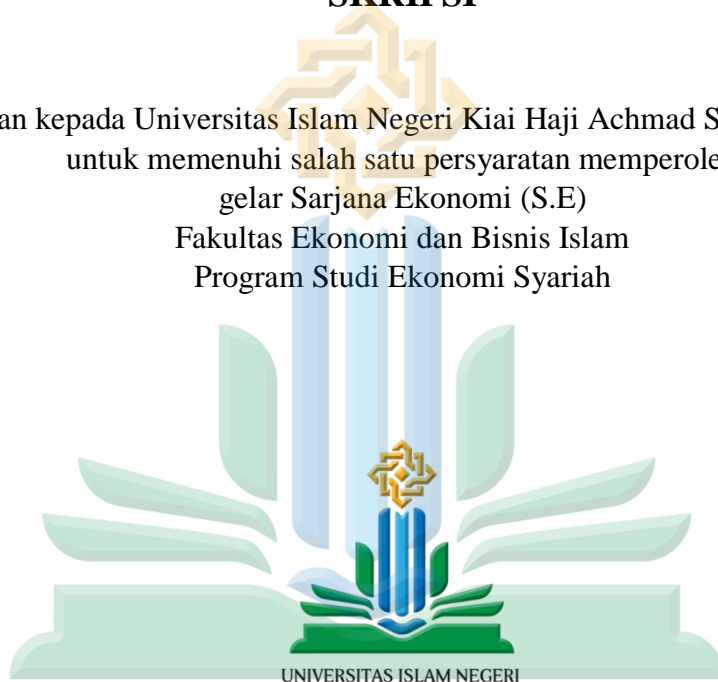 SKRIPSI
an kepada Universitas Islam Negeri Kiai Haji Achmad S
untuk memenuhi salah satu persyaratan memperole
gelar Sarjana Ekonomi (S.E)
Fakultas Ekonomi dan Bisnis Islam
Program Studi Ekonomi Syariah
UNIVERSITAS ISLAM NEGERI